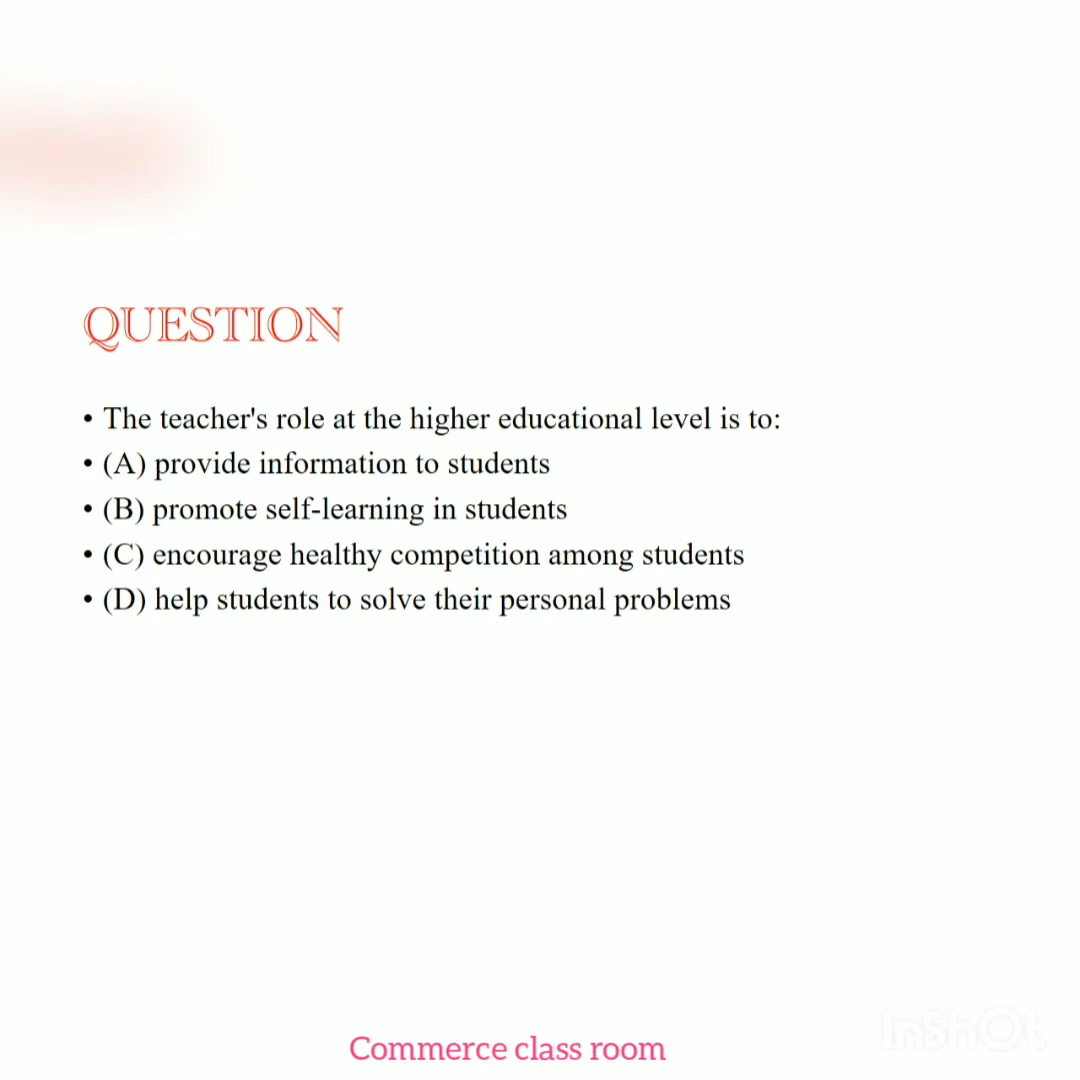 QUESTION
• The teacher's role at the higher educational level is to:
• (A) provide information to students
• (B) promote self-learning in students
• (C) encourage healthy competition among students
• (D) help students to solve their personal problems
InShOt
Commerce class room